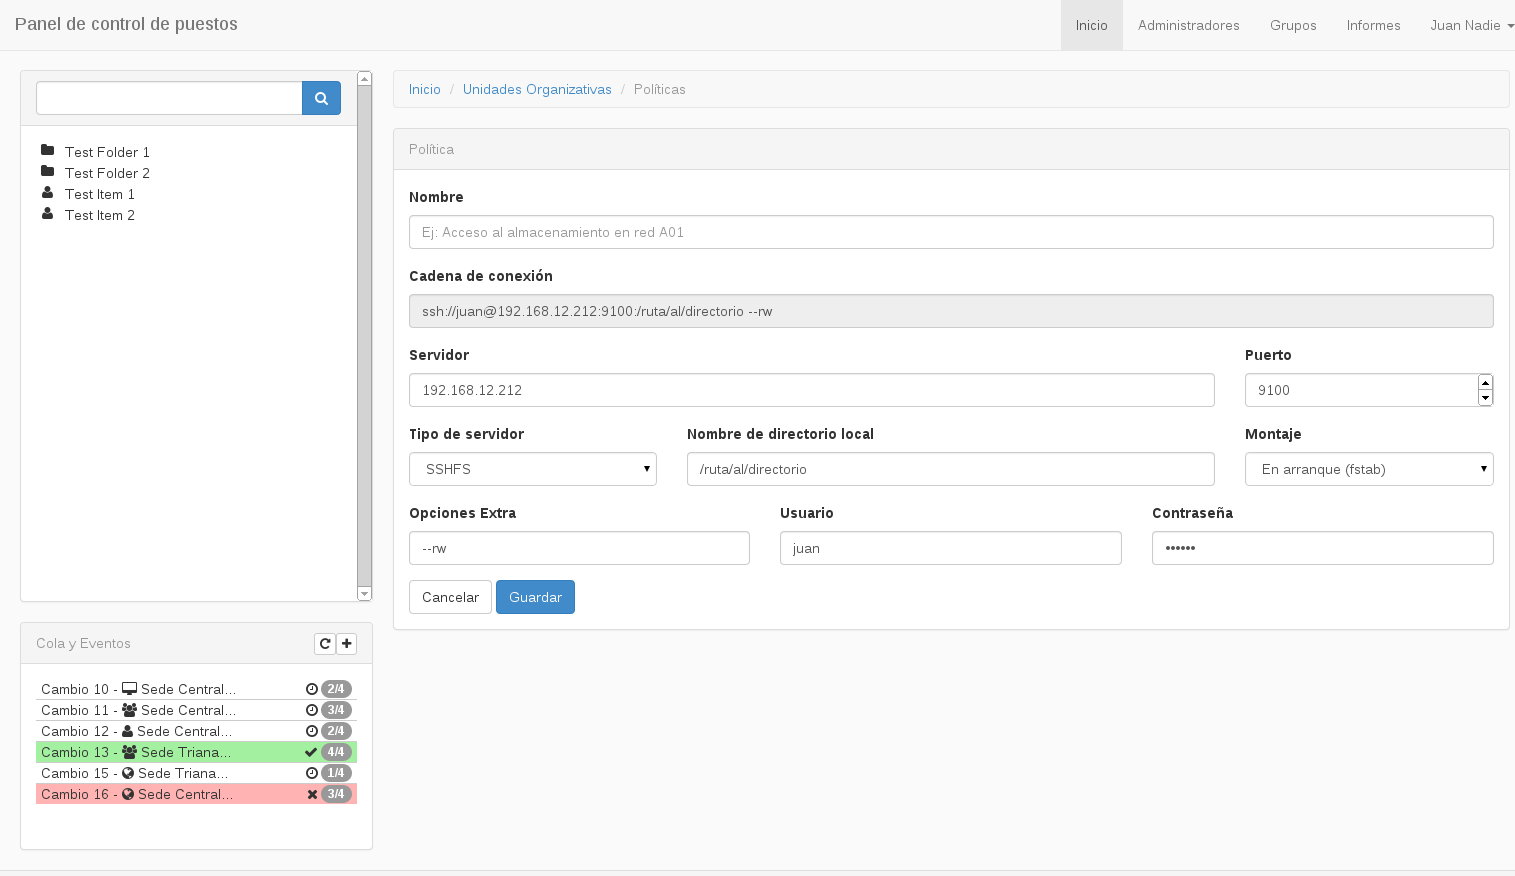 Panel de control de puestos
Inicio Administradores Grupos Informes Juan Nadie
Test Folder 1
Test Folder 2
Test Item 1
Test Item 2
Cola y Eventos
Cambio 10 - Sede Central... 2/4
Cambio 11 - Sede Central... 3/4
Cambio 12 - Sede Central... 2/4
Cambio 13 - Sede Triana... 4/4
Cambio 15 - Sede Triana... 1/4
Cambio 16 - Sede Central... 3/4
Inicio / Unidades Organizativas / Políticas
Política
Nombre
Ej: Acceso al almacenamiento en red A01
Cadena de conexión
ssh://juan@192.168.12.212:9100:/ruta/al/directorio --rw
Servidor Puerto
192.168.12.212 9100
Tipo de servidor Nombre de directorio local Montaje
SSHFS /ruta/al/directorio En arranque (fstab)
Opciones Extra Usuario Contraseña
--rw juan ••••••
Cancelar Guardar